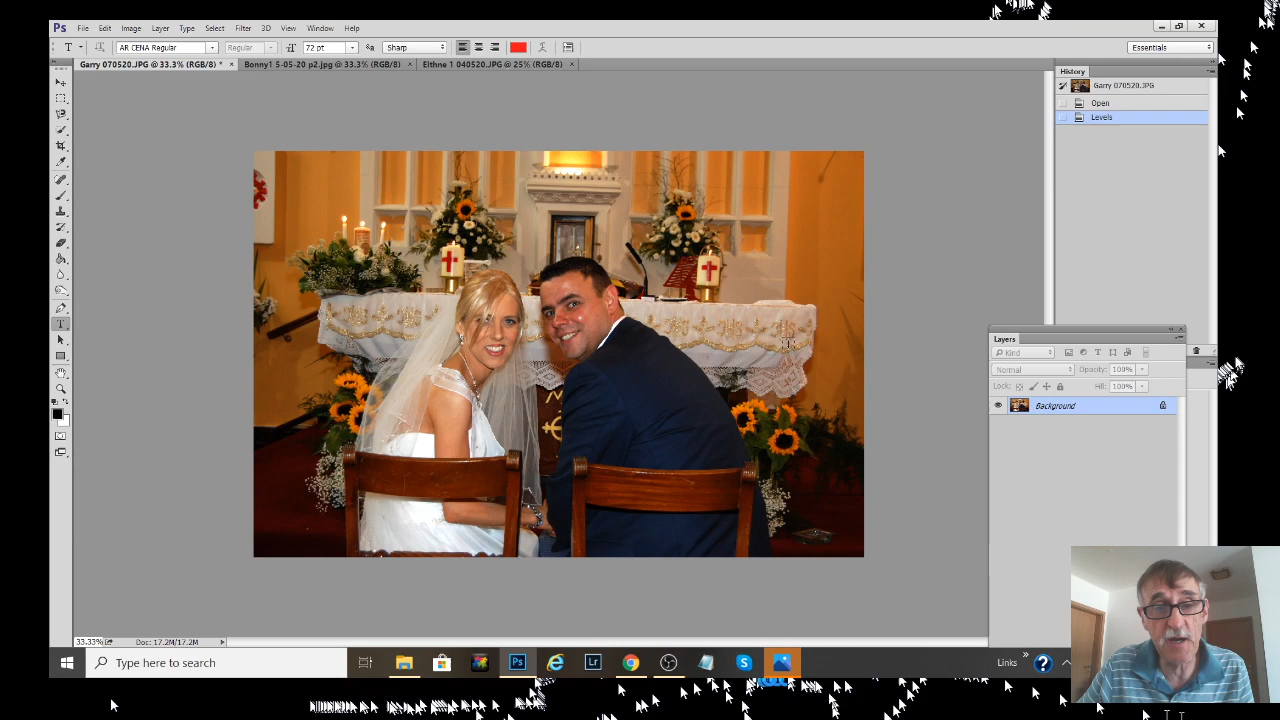 Ps File Edit Image Layer Type Select Filter 3D View Window Help
T AR CENA Regular Regular 72 pt Sharp Essentials
Garry 070520.JPG @ 33.3% (RGB/8) * × Bonny1 5-05-20 p2.jpg @ 33.3% (RGB/8) × Eithne 1 040520.JPG @ 25% (RGB/8) ×
History
Garry 070520.JPG
Open
Levels
Layers
Kind
Normal Opacity: 100%
Lock: Fill: 100%
Background
33.33% Doc: 17.2M/17.2M
Type here to search Ps Lr Links »